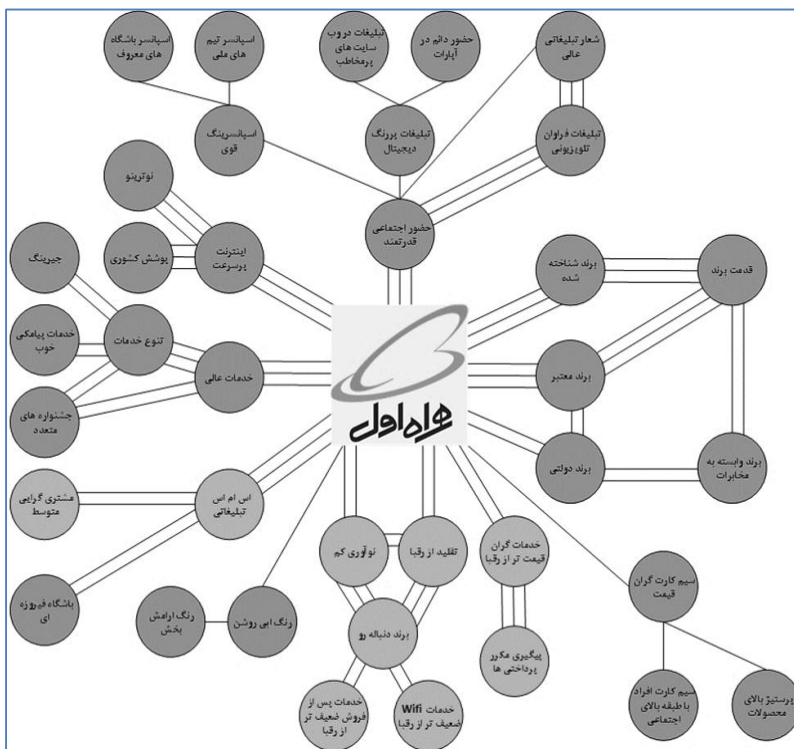 اسپانسر باشگاه
های معروف
اسپانسر تیم
های ملی
تبلیغات در وب
سایت های
پرمخاطب
حضور دائم در
آپارات
شعار تبلیغاتی
عالی
اسپانسرینگ
قوی
تبلیغات پررنگ
دیجیتال
تبلیغات فراوان
تلویزیونی
نوترینو
حضور اجتماعی
قدرتمند
پوشش کشوری
اینترنت
پرسرعت
برند شناخته
شده
قدمت برند
جیرینگ
خدمات پیامکی
خوب
تنوع خدمات
خدمات عالی
همراه اول
برند معتبر
جشنواره های
متعدد
برند دولتی
برند وابسته به
مخابرات
مشتری گرایی
متوسط
اس ام اس
تبلیغاتی
نوآوری کم
تقلید از رقبا
خدمات گران
قیمت تر از رقبا
سیم کارت گران
قیمت
باشگاه فیروزه
ای
رنگ ارامش
بخش
رنگ ابی روشن
برند دنباله رو
پیگیری مکرر
پرداختی ها
خدمات پس از
فروش ضعیف تر
از رقبا
خدمات Wifi
ضعیف تر از رقبا
سیم کارت افراد
با طبقه بالای
اجتماعی
پرستیژ بالای
محصولات